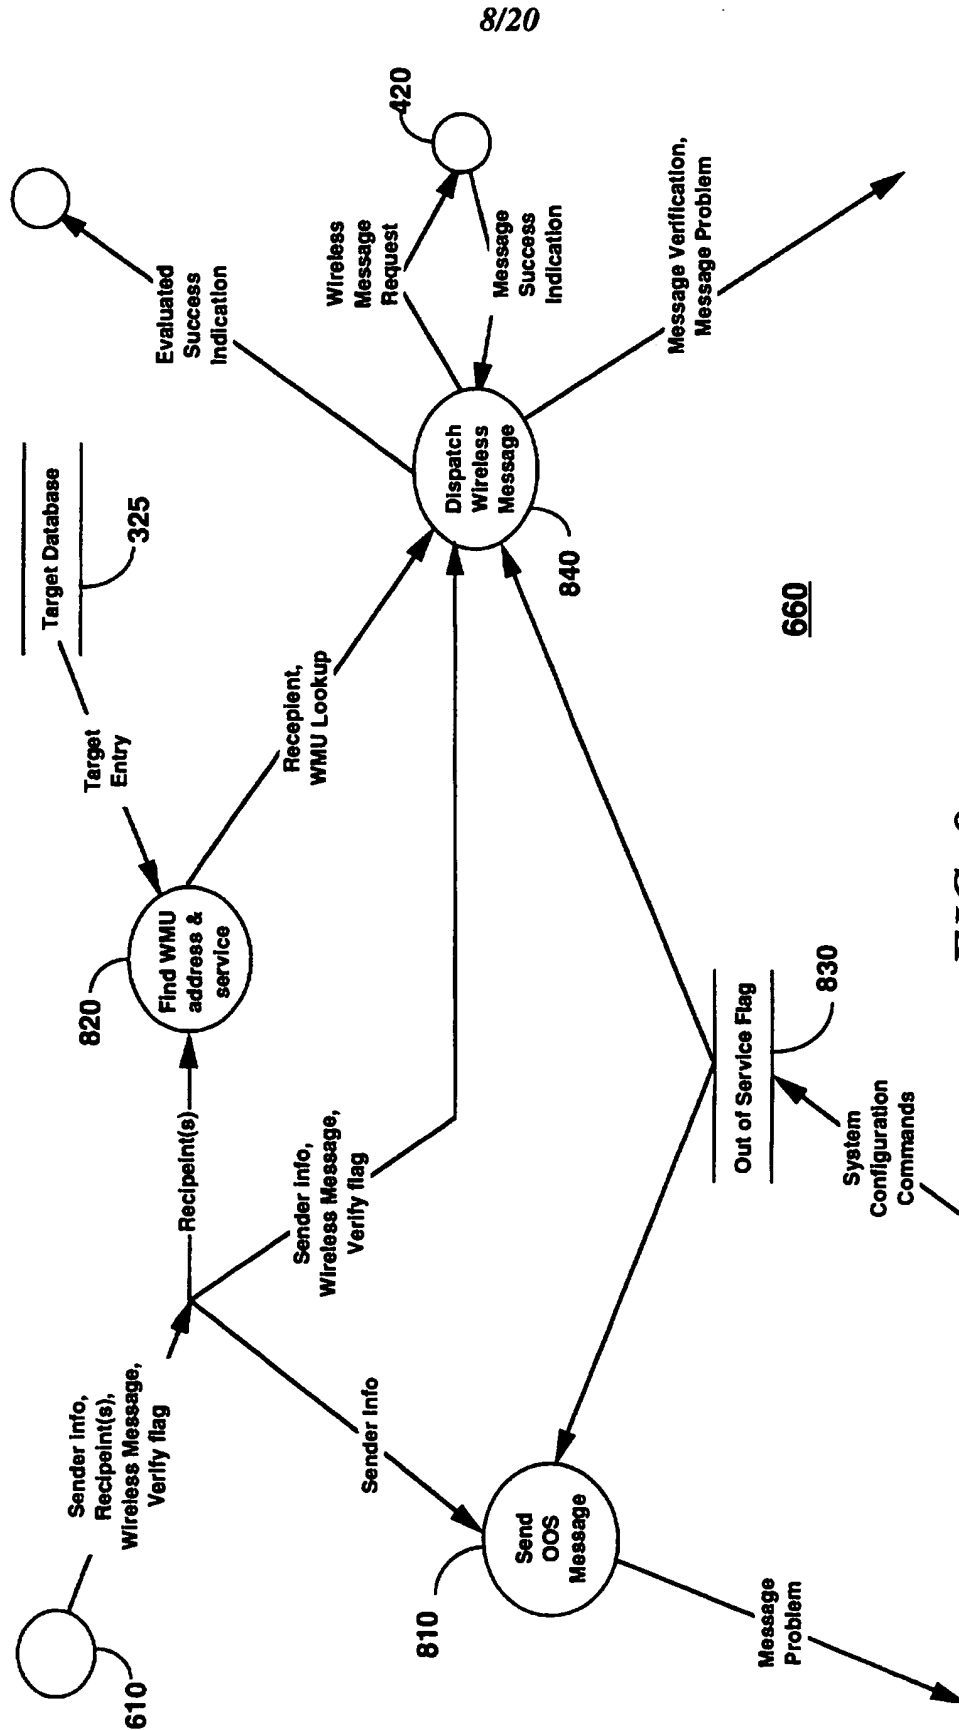 8/20
610
Sender info,
Recipeint(s),
Wireless Message,
Verify flag
Recipeint(s)
820
Find WMU
address &
service
Target
Entry
Target Database
325
Recepient,
WMU Lookup
Evaluated
Success
Indication
Sender info,
Wireless Message,
Verify flag
Sender Info
810
Send
OOS
Message
Message
Problem
Dispatch
Wireless
Message
840
Wireless
Message
Request
420
Message
Success
Indication
Message Verification,
Message Problem
Out of Service Flag
830
System
Configuration
Commands
660